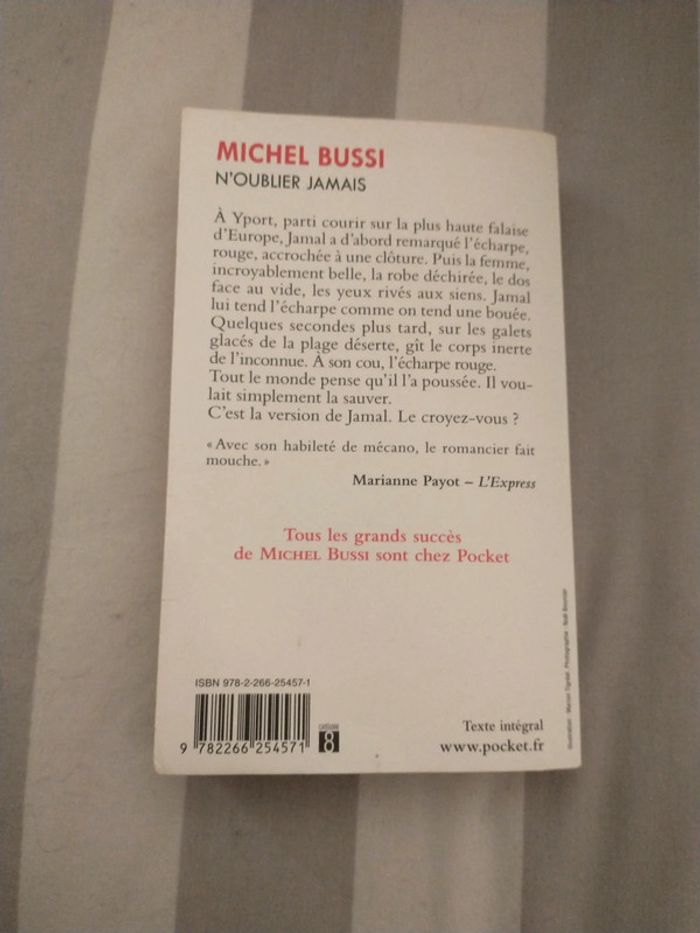 MICHEL BUSSI
N'OUBLIER JAMAIS
À Yport, parti courir sur la plus haute falaise
d'Europe, Jamal a d'abord remarqué l'écharpe,
rouge, accrochée à une clôture. Puis la femme,
incroyablement belle, la robe déchirée, le dos
face au vide, les yeux rivés aux siens. Jamal
lui tend l'écharpe comme on tend une bouée.
Quelques secondes plus tard, sur les galets
glacés de la plage déserte, gît le corps inerte
de l'inconnue. À son cou, l'écharpe rouge.
Tout le monde pense qu'il l'a poussée. Il vou-
lait simplement la sauver.
C'est la version de Jamal. Le croyez-vous ?
« Avec son habileté de mécano, le romancier fait
mouche. »
Marianne Payot – L'Express
Tous les grands succès
de MICHEL BUSSI sont chez Pocket
ISBN 978-2-266-25457-1
9 782266 254571
8
Texte intégral
www.pocket.fr
Illustration : Marcel Photographie : Noël Bourcier